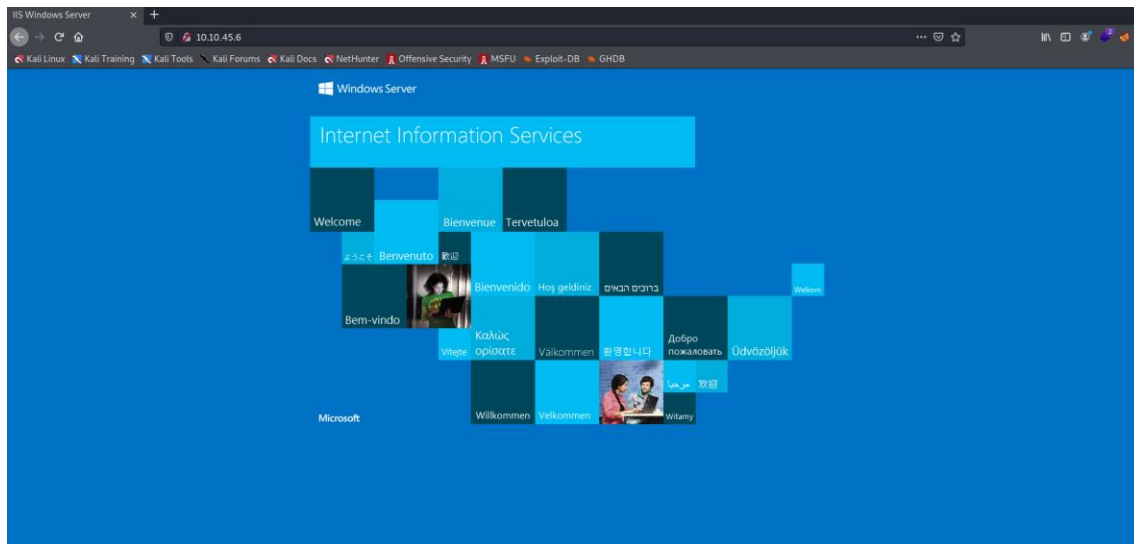 IIS Windows Server
10.10.45.6
Kali Linux Kali Training Kali Tools Kali Forums Kali Docs NetHunter Offensive Security MSFU Exploit-DB GHDB
Windows Server
Internet Information Services
Welcome
Bienvenue
Tervetuloa
ようこそ
Benvenuto
歡迎
Bienvenido
Hoş geldiniz
ברוכים הבאים
Welkom
Bem-vindo
Vítejte
Καλώς
ορίσατε
Välkommen
환영합니다
Добро
пожаловать
Üdvözöljük
مرحبا
欢迎
Microsoft
Willkommen
Velkommen
Witamy